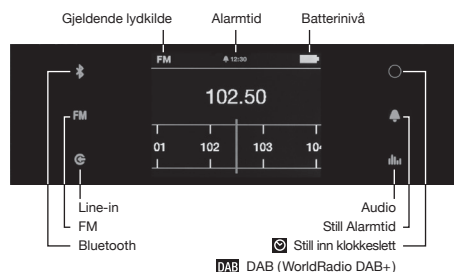 Gjeldende lydkilde Alarmtid Batterinivå
FM 12:30
102.50
FM
01 102 103 104
Line-in Audio
FM Still Alarmtid
Bluetooth Still inn klokkeslett
DAB DAB (WorldRadio DAB+)